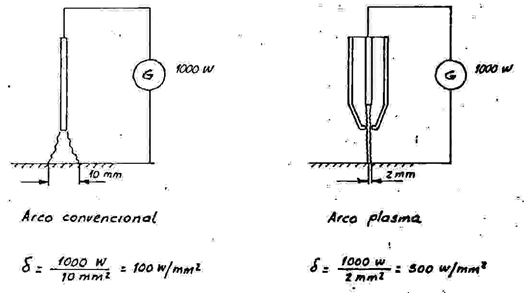 G 1000 W
10 mm
Arco convencional
δ = 1000 W / 10 mm² = 100 W/mm²
G 1000 W
2 mm
Arco plasma
δ = 1000 W / 2 mm² = 500 W/mm²